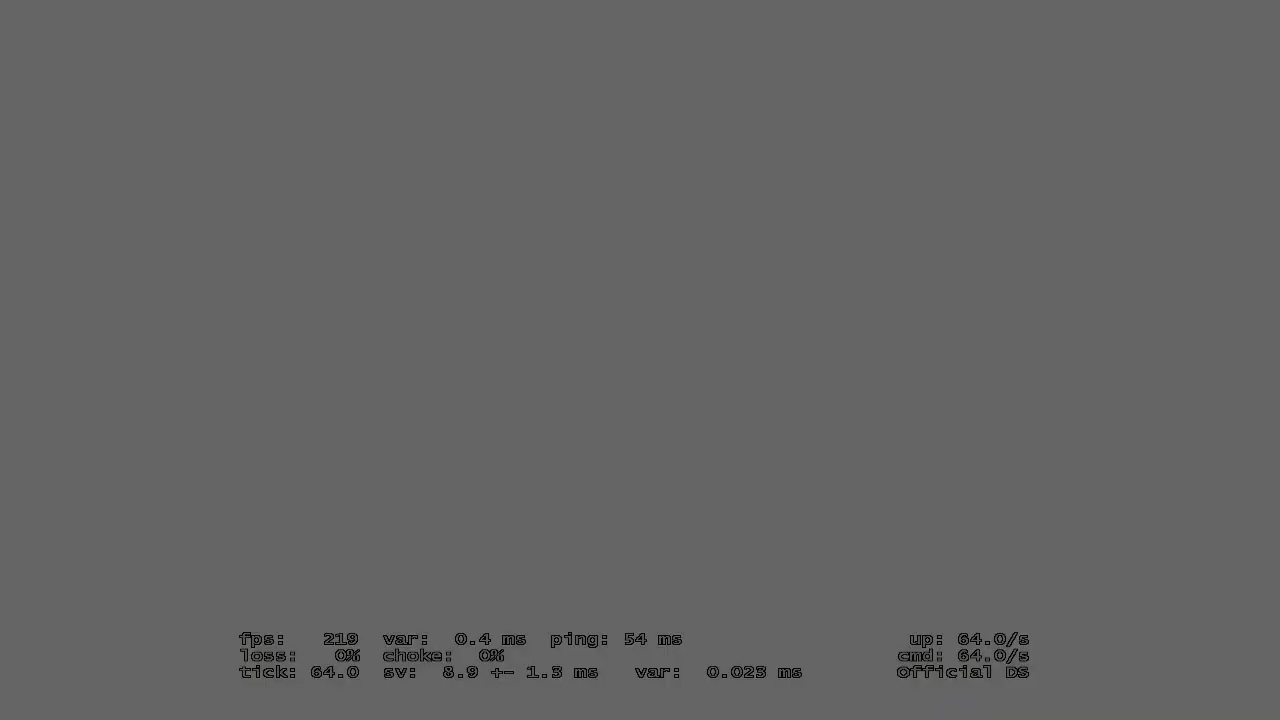 fps: 219 var: 0.4 ms ping: 54 ms up: 64.0/s
loss: 0% choke: 0% cmd: 64.0/s
tick: 64.0 sv: 8.9 +- 1.3 ms var: 0.023 ms Official DS